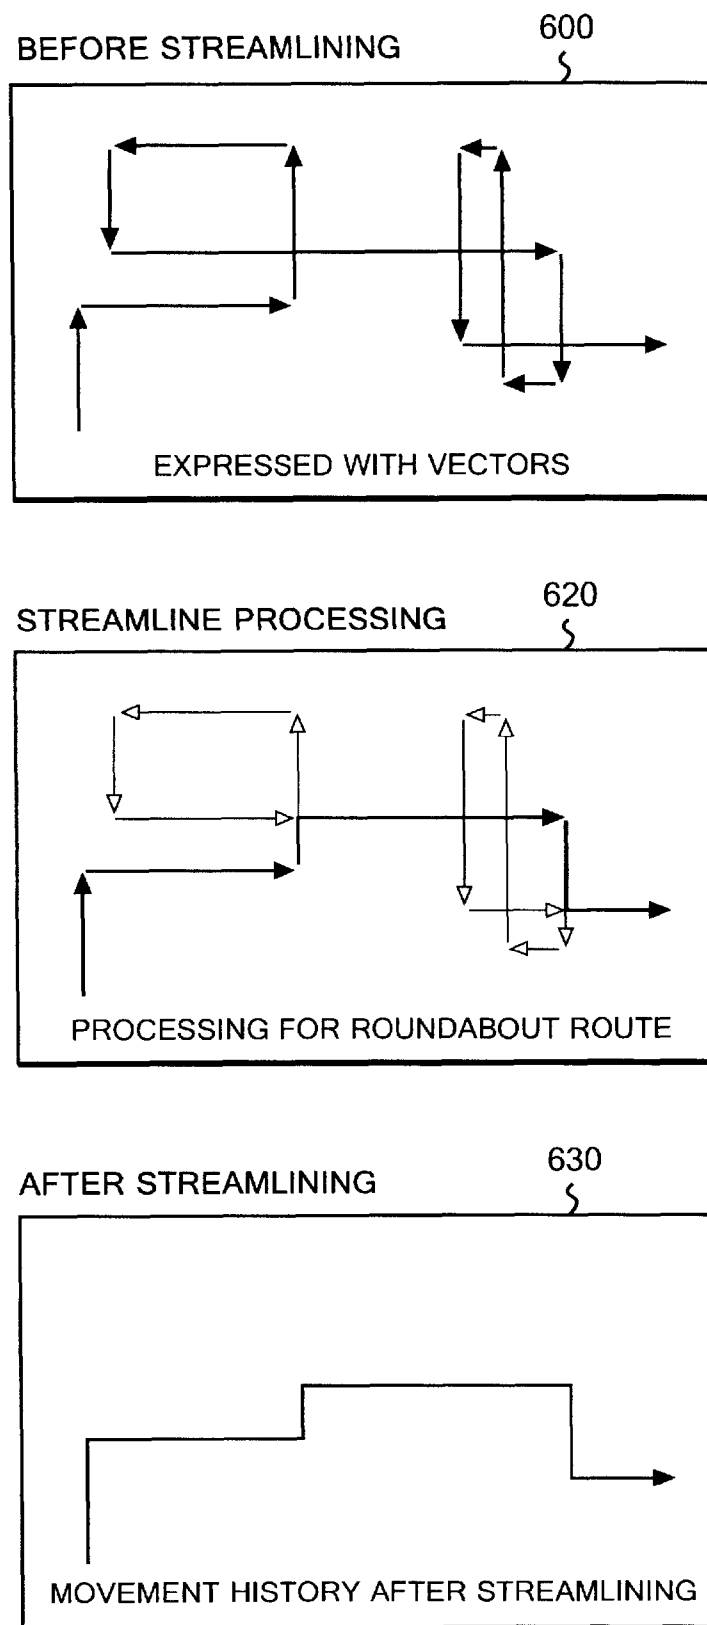 BEFORE STREAMLINING
600
EXPRESSED WITH VECTORS
STREAMLINE PROCESSING
620
PROCESSING FOR ROUNDABOUT ROUTE
AFTER STREAMLINING
630
MOVEMENT HISTORY AFTER STREAMLINING